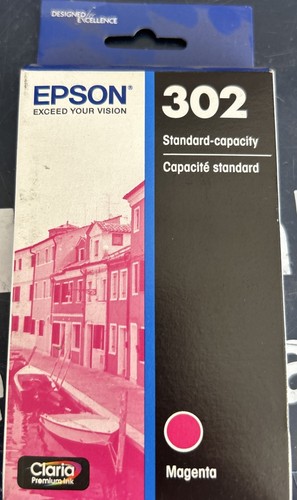 DESIGNED for
EXCELLENCE
EPSON®
EXCEED YOUR VISION
302
Standard-capacity
Capacité standard
Claria
Premium Ink
Magenta